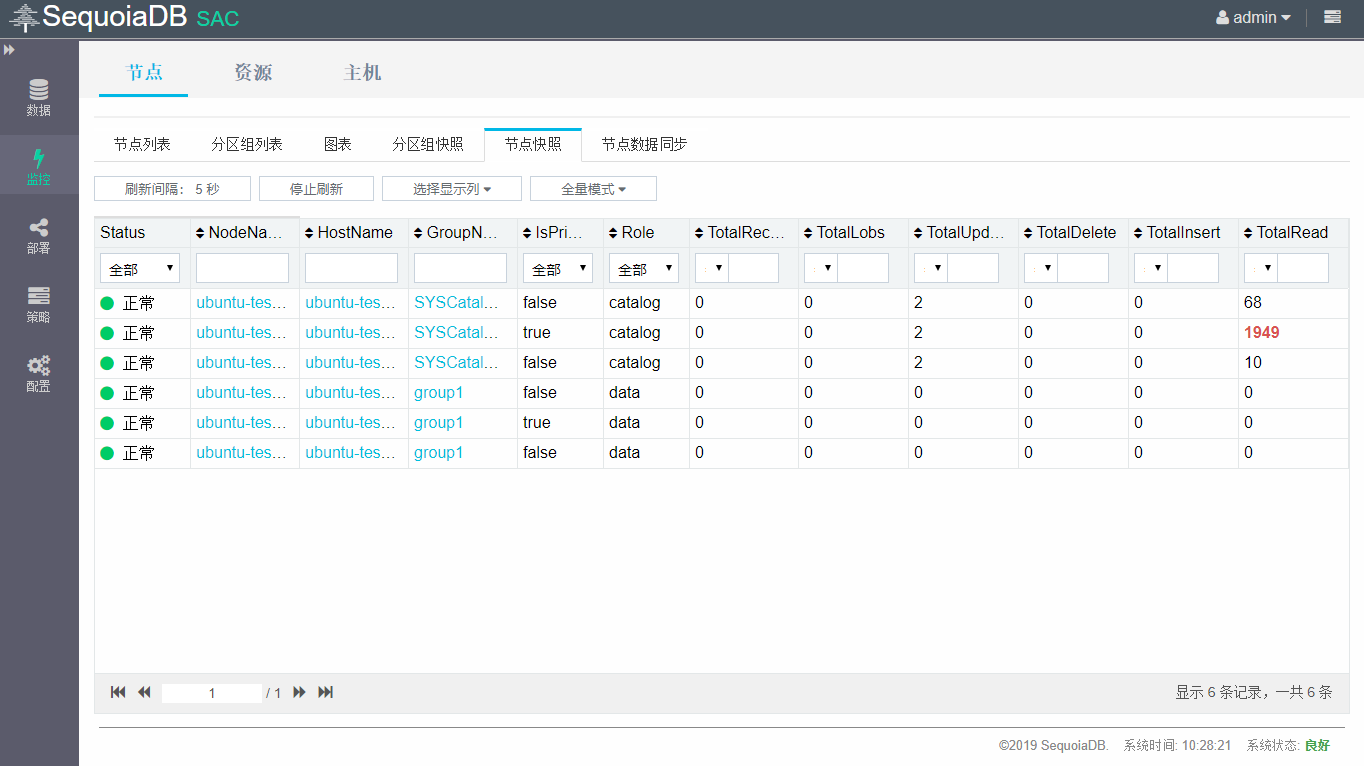 SequoiaDB SAC
admin
节点 资源 主机
数据
监控
部署
策略
配置
节点列表 分区组列表 图表 分区组快照 节点快照 节点数据同步
刷新间隔: 5 秒 停止刷新 选择显示列 全量模式
Status NodeNa... HostName GroupN... IsPri... Role TotalRec... TotalLobs TotalUpd... TotalDelete TotalInsert TotalRead
全部 全部 全部
正常 ubuntu-tes... ubuntu-tes... SYSCatal... false catalog 0 0 2 0 0 68
正常 ubuntu-tes... ubuntu-tes... SYSCatal... true catalog 0 0 2 0 0 1949
正常 ubuntu-tes... ubuntu-tes... SYSCatal... false catalog 0 0 2 0 0 10
正常 ubuntu-tes... ubuntu-tes... group1 false data 0 0 0 0 0 0
正常 ubuntu-tes... ubuntu-tes... group1 true data 0 0 0 0 0 0
正常 ubuntu-tes... ubuntu-tes... group1 false data 0 0 0 0 0 0
1 / 1 显示 6 条记录，一共 6 条
©2019 SequoiaDB. 系统时间: 10:28:21 系统状态: 良好